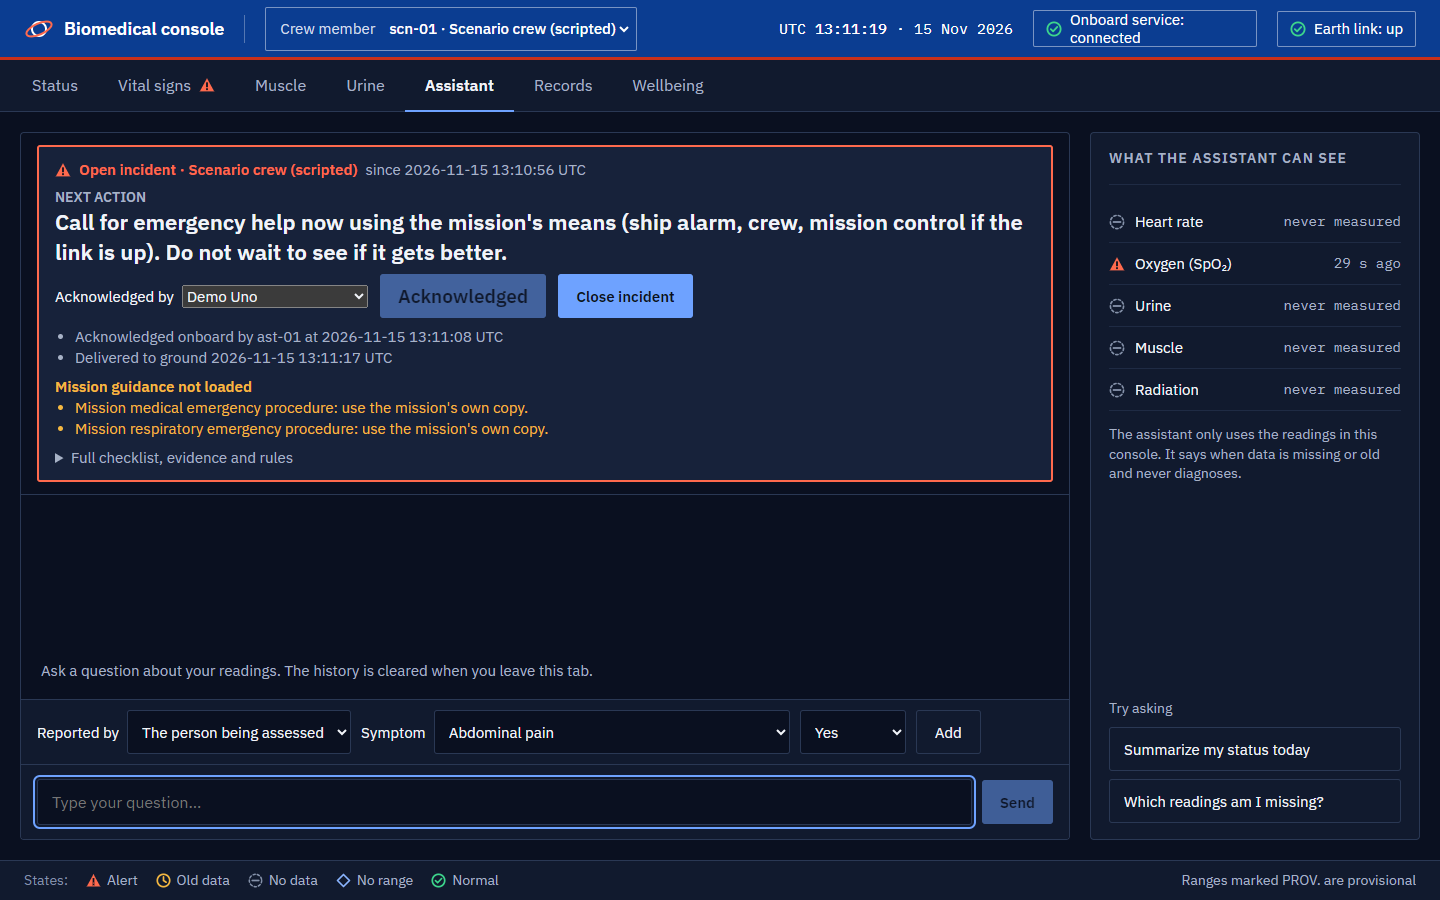 Biomedical console
Crew member scn-01 · Scenario crew (scripted)
UTC 13:11:19 · 15 Nov 2026
Onboard service: connected
Earth link: up
Status
Vital signs
Muscle
Urine
Assistant
Records
Wellbeing
Open incident · Scenario crew (scripted) since 2026-11-15 13:10:56 UTC
NEXT ACTION
Call for emergency help now using the mission's means (ship alarm, crew, mission control if the
link is up). Do not wait to see if it gets better.
Acknowledged by Demo Uno Acknowledged Close incident
Acknowledged onboard by ast-01 at 2026-11-15 13:11:08 UTC
Delivered to ground 2026-11-15 13:11:17 UTC
Mission guidance not loaded
Mission medical emergency procedure: use the mission's own copy.
Mission respiratory emergency procedure: use the mission's own copy.
Full checklist, evidence and rules
Ask a question about your readings. The history is cleared when you leave this tab.
Reported by The person being assessed Symptom Abdominal pain Yes Add
Type your question...
Send
WHAT THE ASSISTANT CAN SEE
Heart rate never measured
Oxygen (SpO₂) 29 s ago
Urine never measured
Muscle never measured
Radiation never measured
The assistant only uses the readings in this
console. It says when data is missing or old
and never diagnoses.
Try asking
Summarize my status today
Which readings am I missing?
States: Alert Old data No data No range Normal
Ranges marked PROV. are provisional